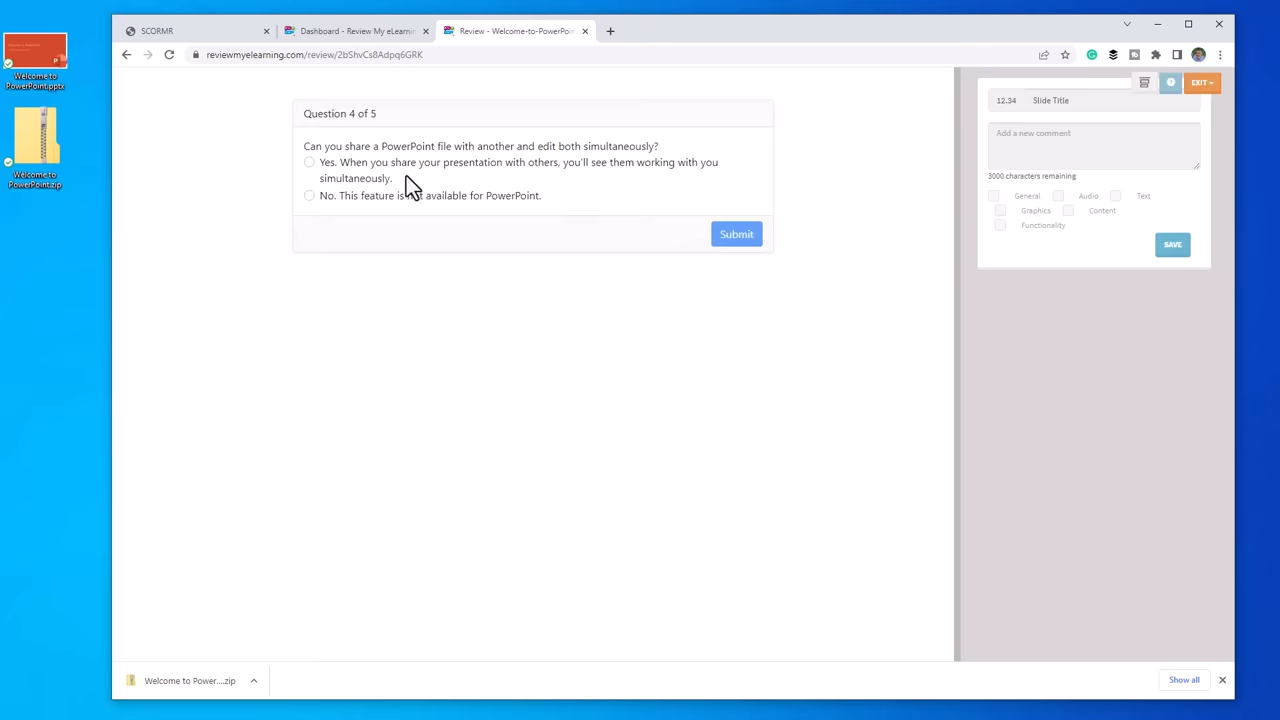 SCORMR
Dashboard - Review My eLearnin
Review - Welcome-to-PowerPoin
reviewmyelearning.com/review/2bShvCs8Adpq6GRK
Welcome to
PowerPoint.pptx
Welcome to
PowerPoint.zip
Question 4 of 5
Can you share a PowerPoint file with another and edit both simultaneously?
Yes. When you share your presentation with others, you'll see them working with you
simultaneously.
No. This feature is not available for PowerPoint.
Submit
EXIT
12.34 Slide Title
Add a new comment
3000 characters remaining
General Audio Text
Graphics Content
Functionality
SAVE
Welcome to Power....zip
Show all